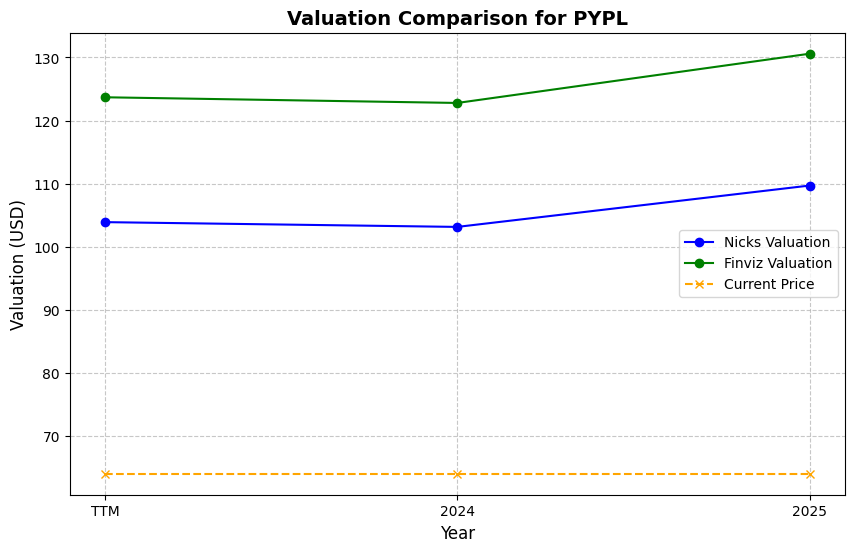 Valuation Comparison for PYPL
Valuation (USD)
130
120
110
100
90
80
70
Nicks Valuation
Finviz Valuation
Current Price
TTM
2024
2025
Year